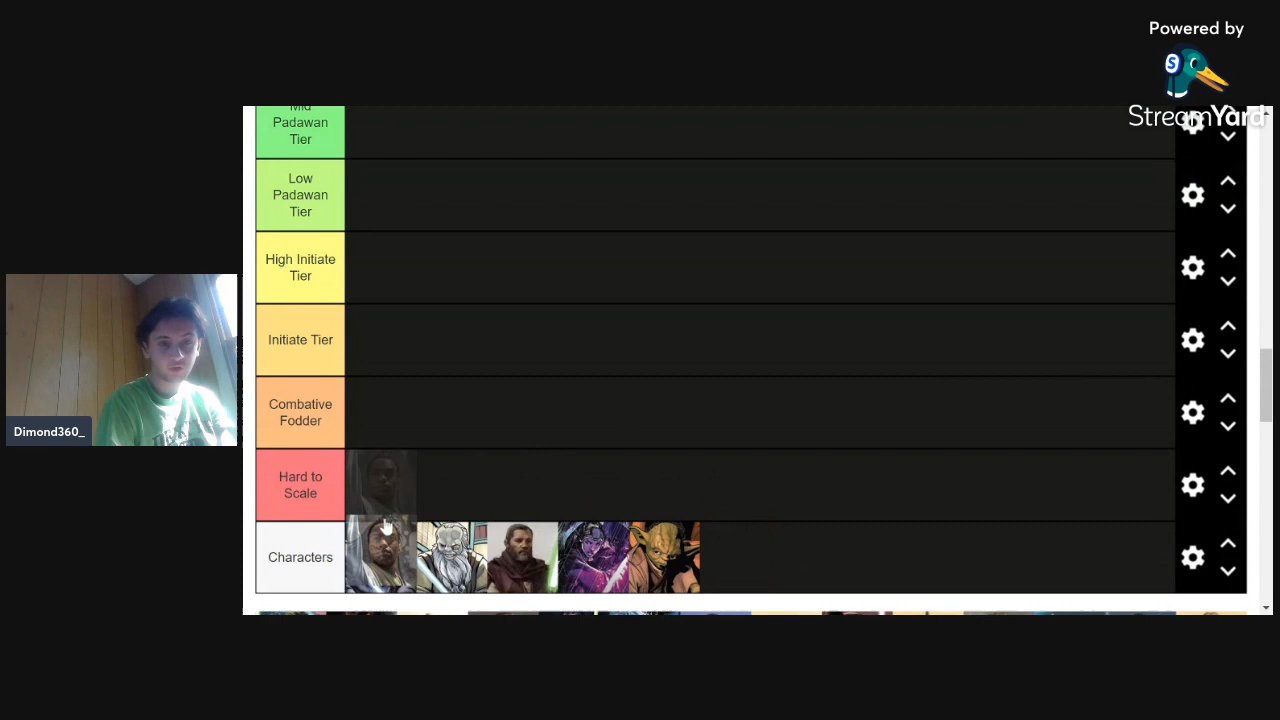 Powered by
StreamYard
Mid
Padawan
Tier
Low
Padawan
Tier
High Initiate
Tier
Initiate Tier
Combative
Fodder
Dimond360_
Hard to
Scale
Characters